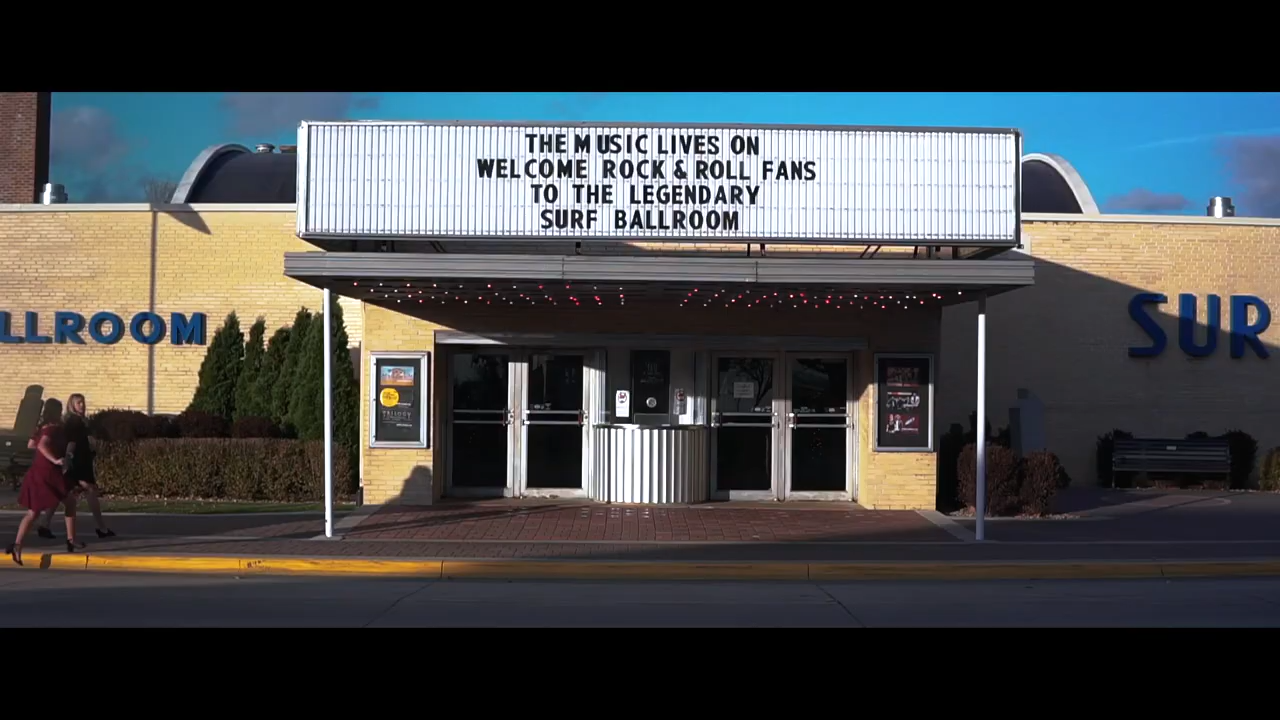 THE MUSIC LIVES ON
WELCOME ROCK & ROLL FANS
TO THE LEGENDARY
SURF BALLROOM
LLROOM
SUR